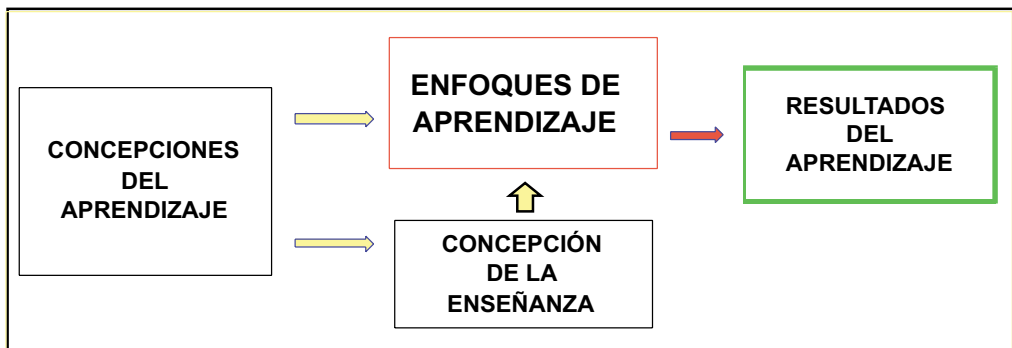 CONCEPCIONES
DEL
APRENDIZAJE
ENFOQUES DE
APRENDIZAJE
CONCEPCIÓN
DE LA
ENSEÑANZA
RESULTADOS
DEL
APRENDIZAJE